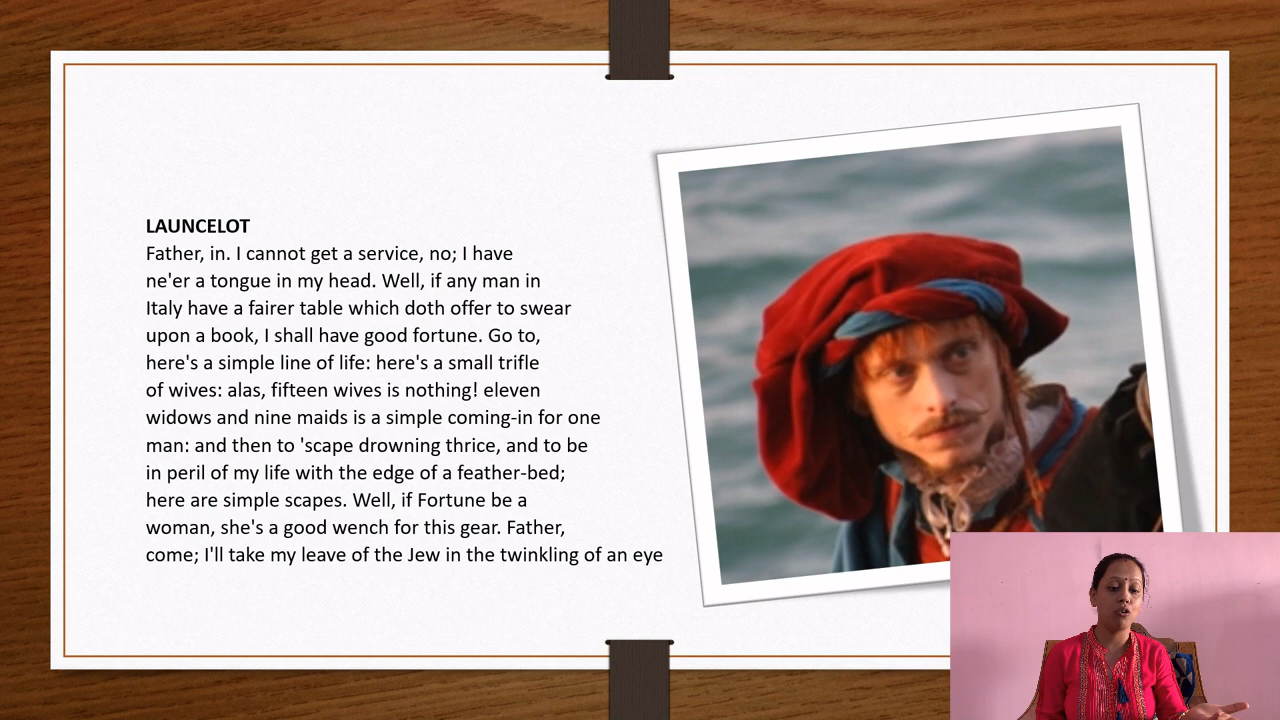 LAUNCELOT
Father, in. I cannot get a service, no; I have
ne'er a tongue in my head. Well, if any man in
Italy have a fairer table which doth offer to swear
upon a book, I shall have good fortune. Go to,
here's a simple line of life: here's a small trifle
of wives: alas, fifteen wives is nothing! eleven
widows and nine maids is a simple coming-in for one
man: and then to 'scape drowning thrice, and to be
in peril of my life with the edge of a feather-bed;
here are simple scapes. Well, if Fortune be a
woman, she's a good wench for this gear. Father,
come; I'll take my leave of the Jew in the twinkling of an eye